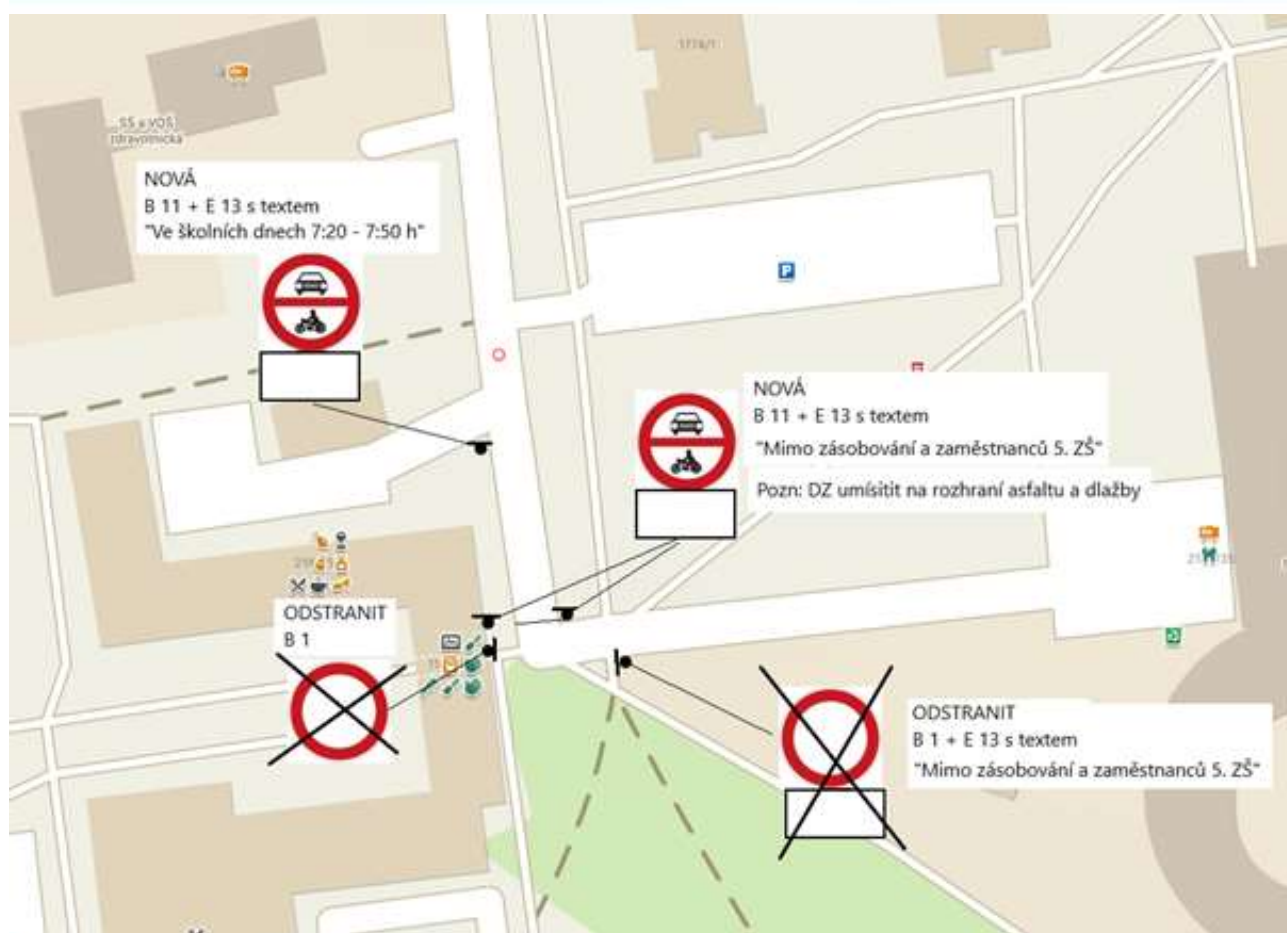 1774/1
SŠ a VOŠ
zdravotnická
NOVÁ
B 11 + E 13 s textem
"Ve školních dnech 7:20 - 7:50 h"
P
NOVÁ
B 11 + E 13 s textem
"Mimo zásobování a zaměstnanců 5. ZŠ"
Pozn: DZ umísitit na rozhraní asfaltu a dlažby
ODSTRANIT
B 1
ODSTRANIT
B 1 + E 13 s textem
"Mimo zásobování a zaměstnanců 5. ZŠ"